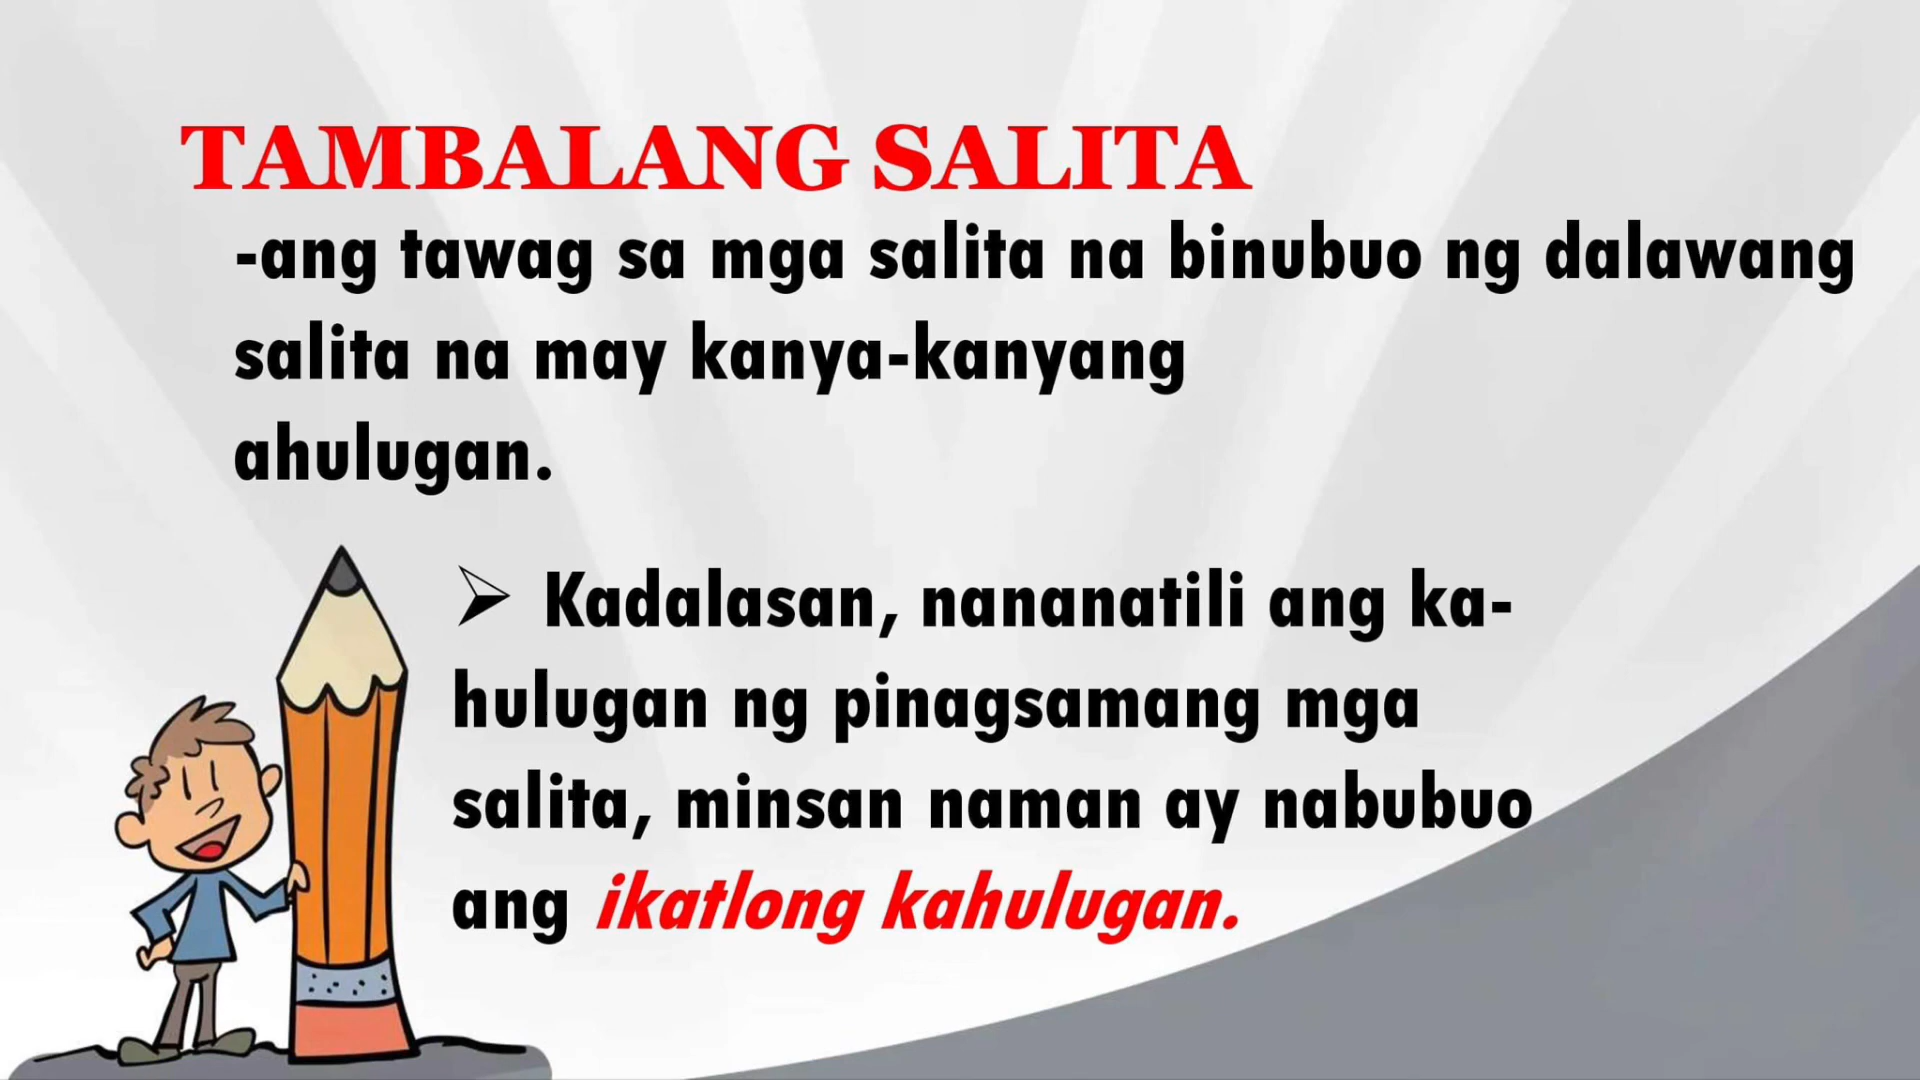 TAMBALANG SALITA
-ang tawag sa mga salita na binubuo ng dalawang
salita na may kanya-kanyang
ahulugan.
➢ Kadalasan, nananatili ang ka-
hulugan ng pinagsamang mga
salita, minsan naman ay nabubuo
ang ikatlong kahulugan.